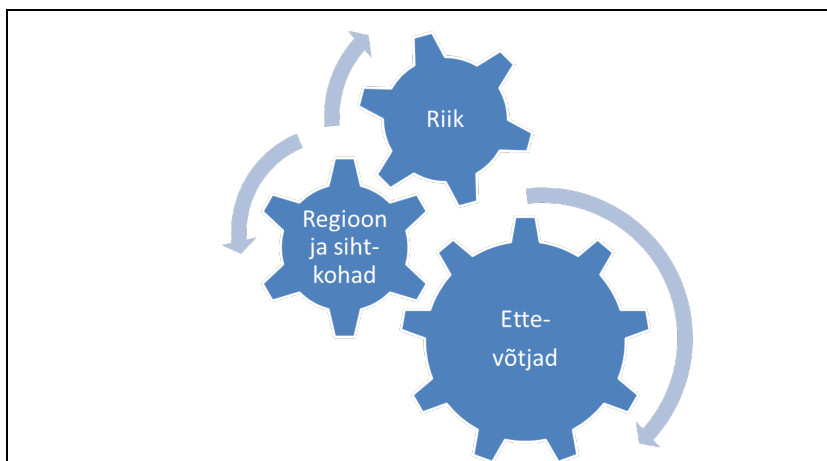 Riik
Regioon
ja siht-
kohad
Ette-
võtjad